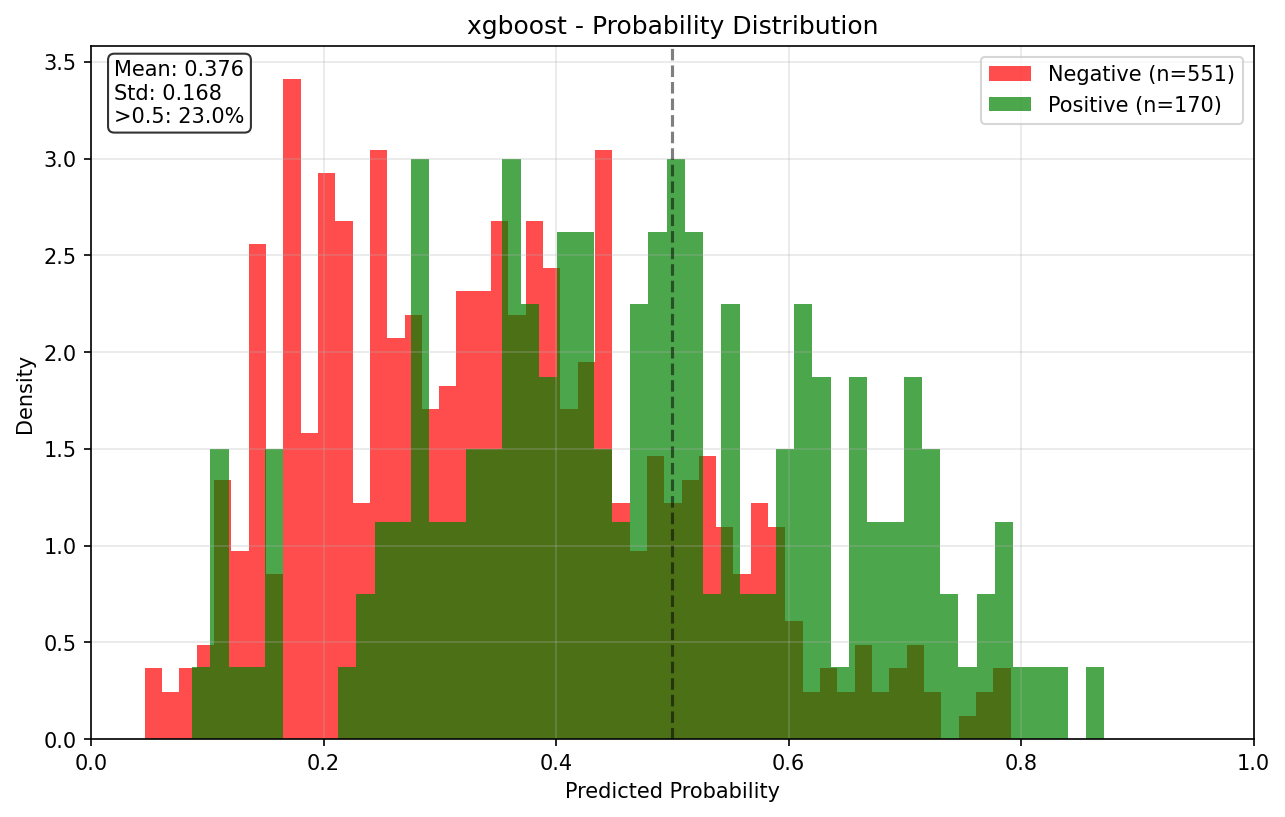 xgboost - Probability Distribution
Mean: 0.376
Std: 0.168
>0.5: 23.0%
Negative (n=551)
Positive (n=170)
3.5
3.0
2.5
2.0
1.5
1.0
0.5
0.0
Density
0.0 0.2 0.4 0.6 0.8 1.0
Predicted Probability